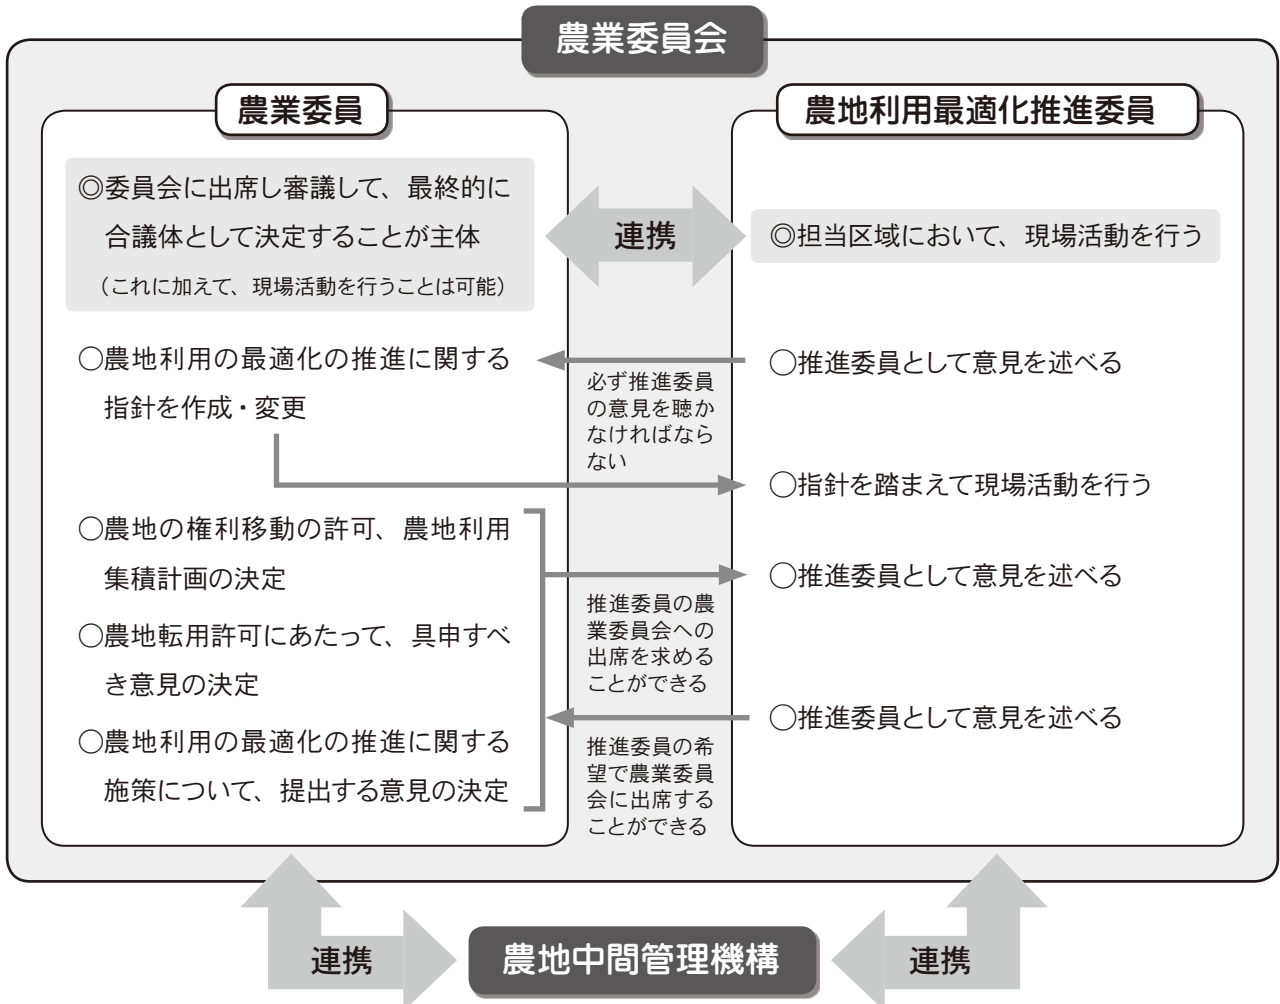 農業委員会
農業委員
◎委員会に出席し審議して、最終的に
合議体として決定することが主体
（これに加えて、現場活動を行うことは可能）
○農地利用の最適化の推進に関する
指針を作成・変更
○農地の権利移動の許可、農地利用
集積計画の決定
○農地転用許可にあたって、具申すべ
き意見の決定
○農地利用の最適化の推進に関する
施策について、提出する意見の決定
連携
必ず推進委員
の意見を聴か
なければなら
ない
推進委員の農
業委員会への
出席を求める
ことができる
推進委員の希
望で農業委員
会に出席する
ことができる
農地利用最適化推進委員
◎担当区域において、現場活動を行う
○推進委員として意見を述べる
○指針を踏まえて現場活動を行う
○推進委員として意見を述べる
○推進委員として意見を述べる
連携
農地中間管理機構
連携